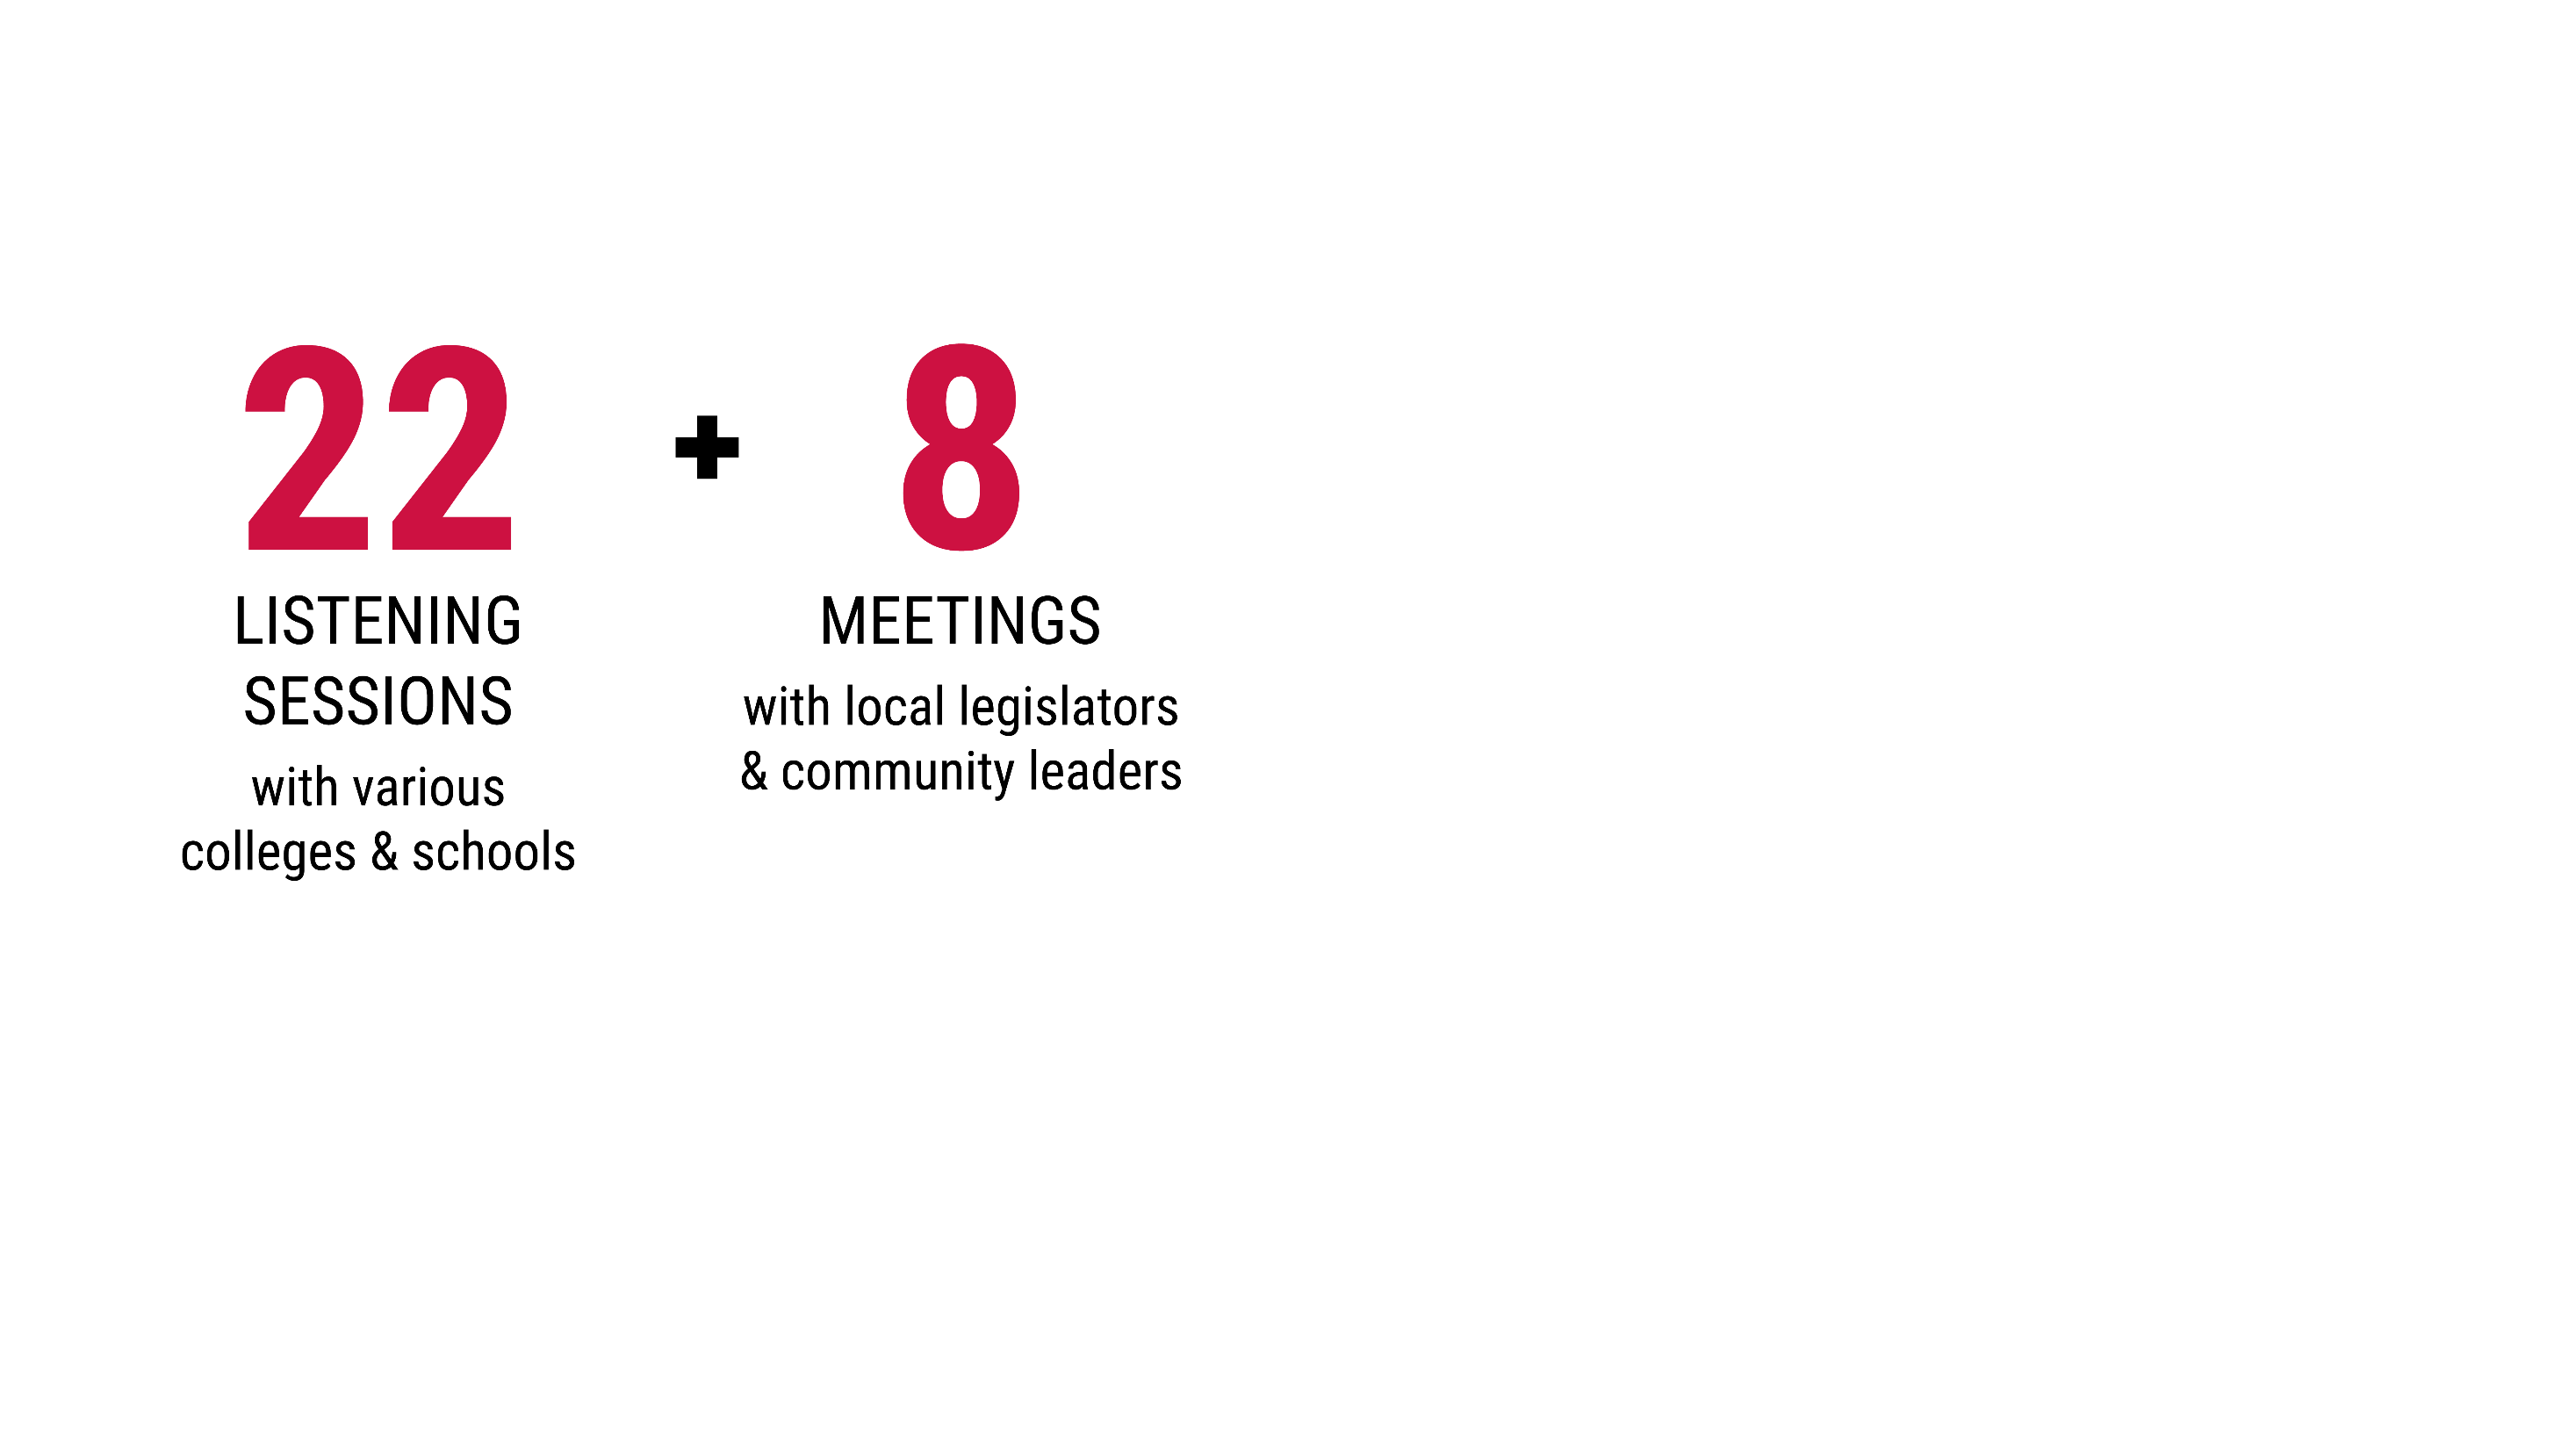 22
LISTENING
SESSIONS
with various
colleges & schools
+
8
MEETINGS
with local legislators
& community leaders